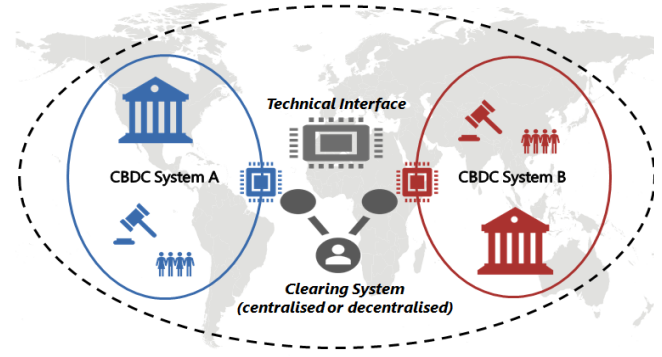 Technical Interface
CBDC System A
CBDC System B
Clearing System
(centralised or decentralised)